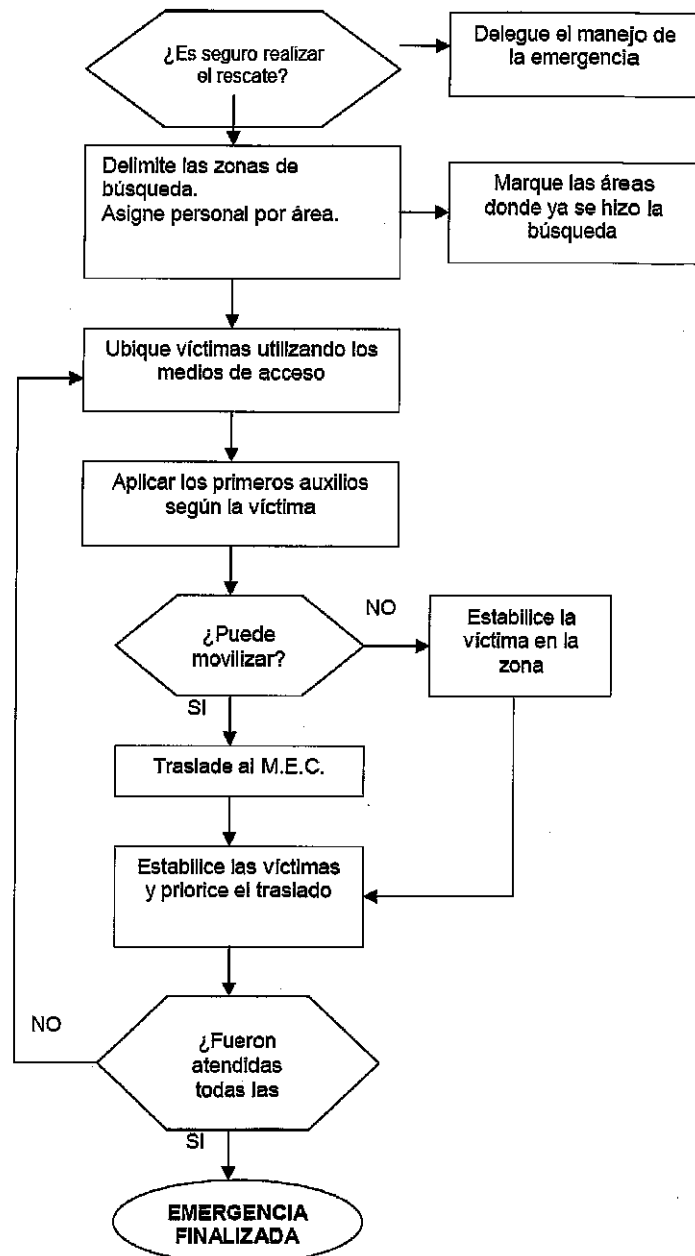 ¿Es seguro realizar
el rescate?
Delegue el manejo de
la emergencia
Delimite las zonas de
búsqueda.
Asigne personal por área.
Marque las áreas
donde ya se hizo la
búsqueda
Ubique víctimas utilizando los
medios de acceso
Aplicar los primeros auxilios
según la víctima
¿Puede
movilizar?
NO
Estabilice la
víctima en la
zona
SI
Traslade al M.E.C.
Estabilice las víctimas
y priorice el traslado
NO
¿Fueron
atendidas
todas las
SI
EMERGENCIA
FINALIZADA